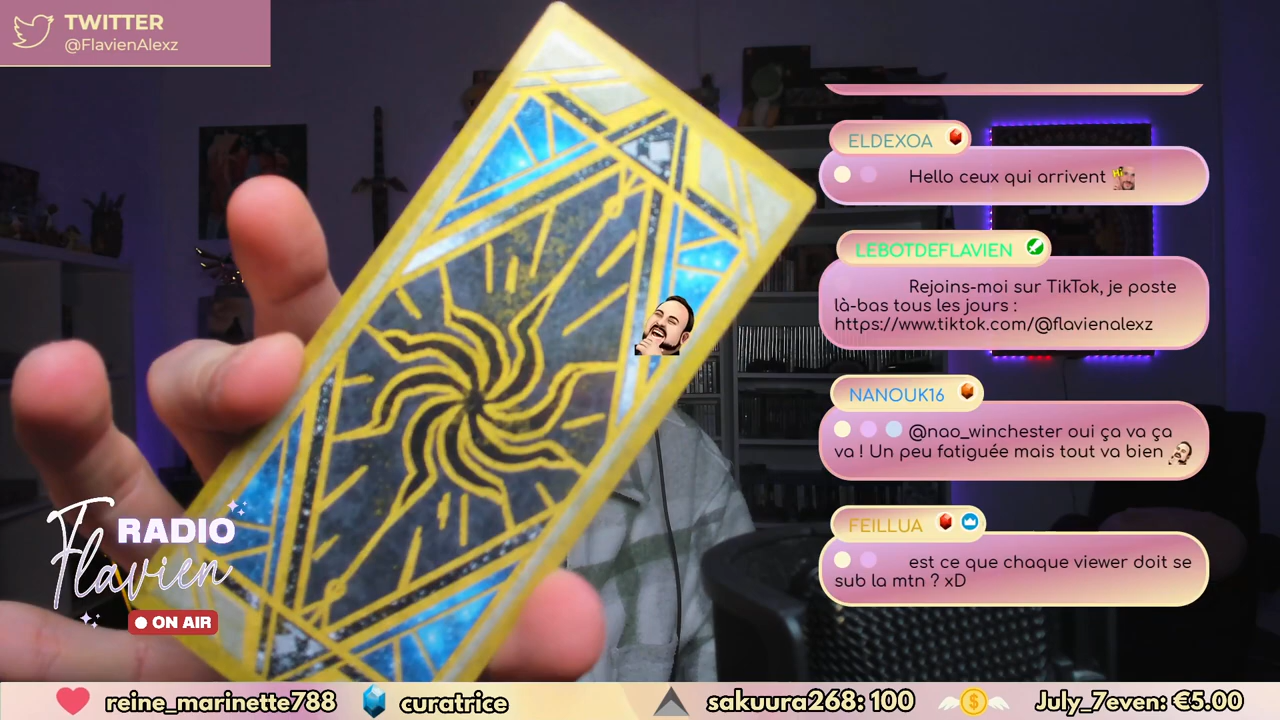 TWITTER
@FlavienAlexz
ELDEXOA
Hello ceux qui arrivent
Hi
LEBOTDEFLAVIEN
Rejoins-moi sur TikTok, je poste
là-bas tous les jours :
https://www.tiktok.com/@flavienalexz
NANOUK16
@nao_winchester oui ça va ça
va ! Un peu fatiguée mais tout va bien
FEILLUA
est ce que chaque viewer doit se
sub la mtn ? xD
RADIO
Flavien
ON AIR
reine_marinette788
curatrice
sakuura268: 100
July_7even: €5.00